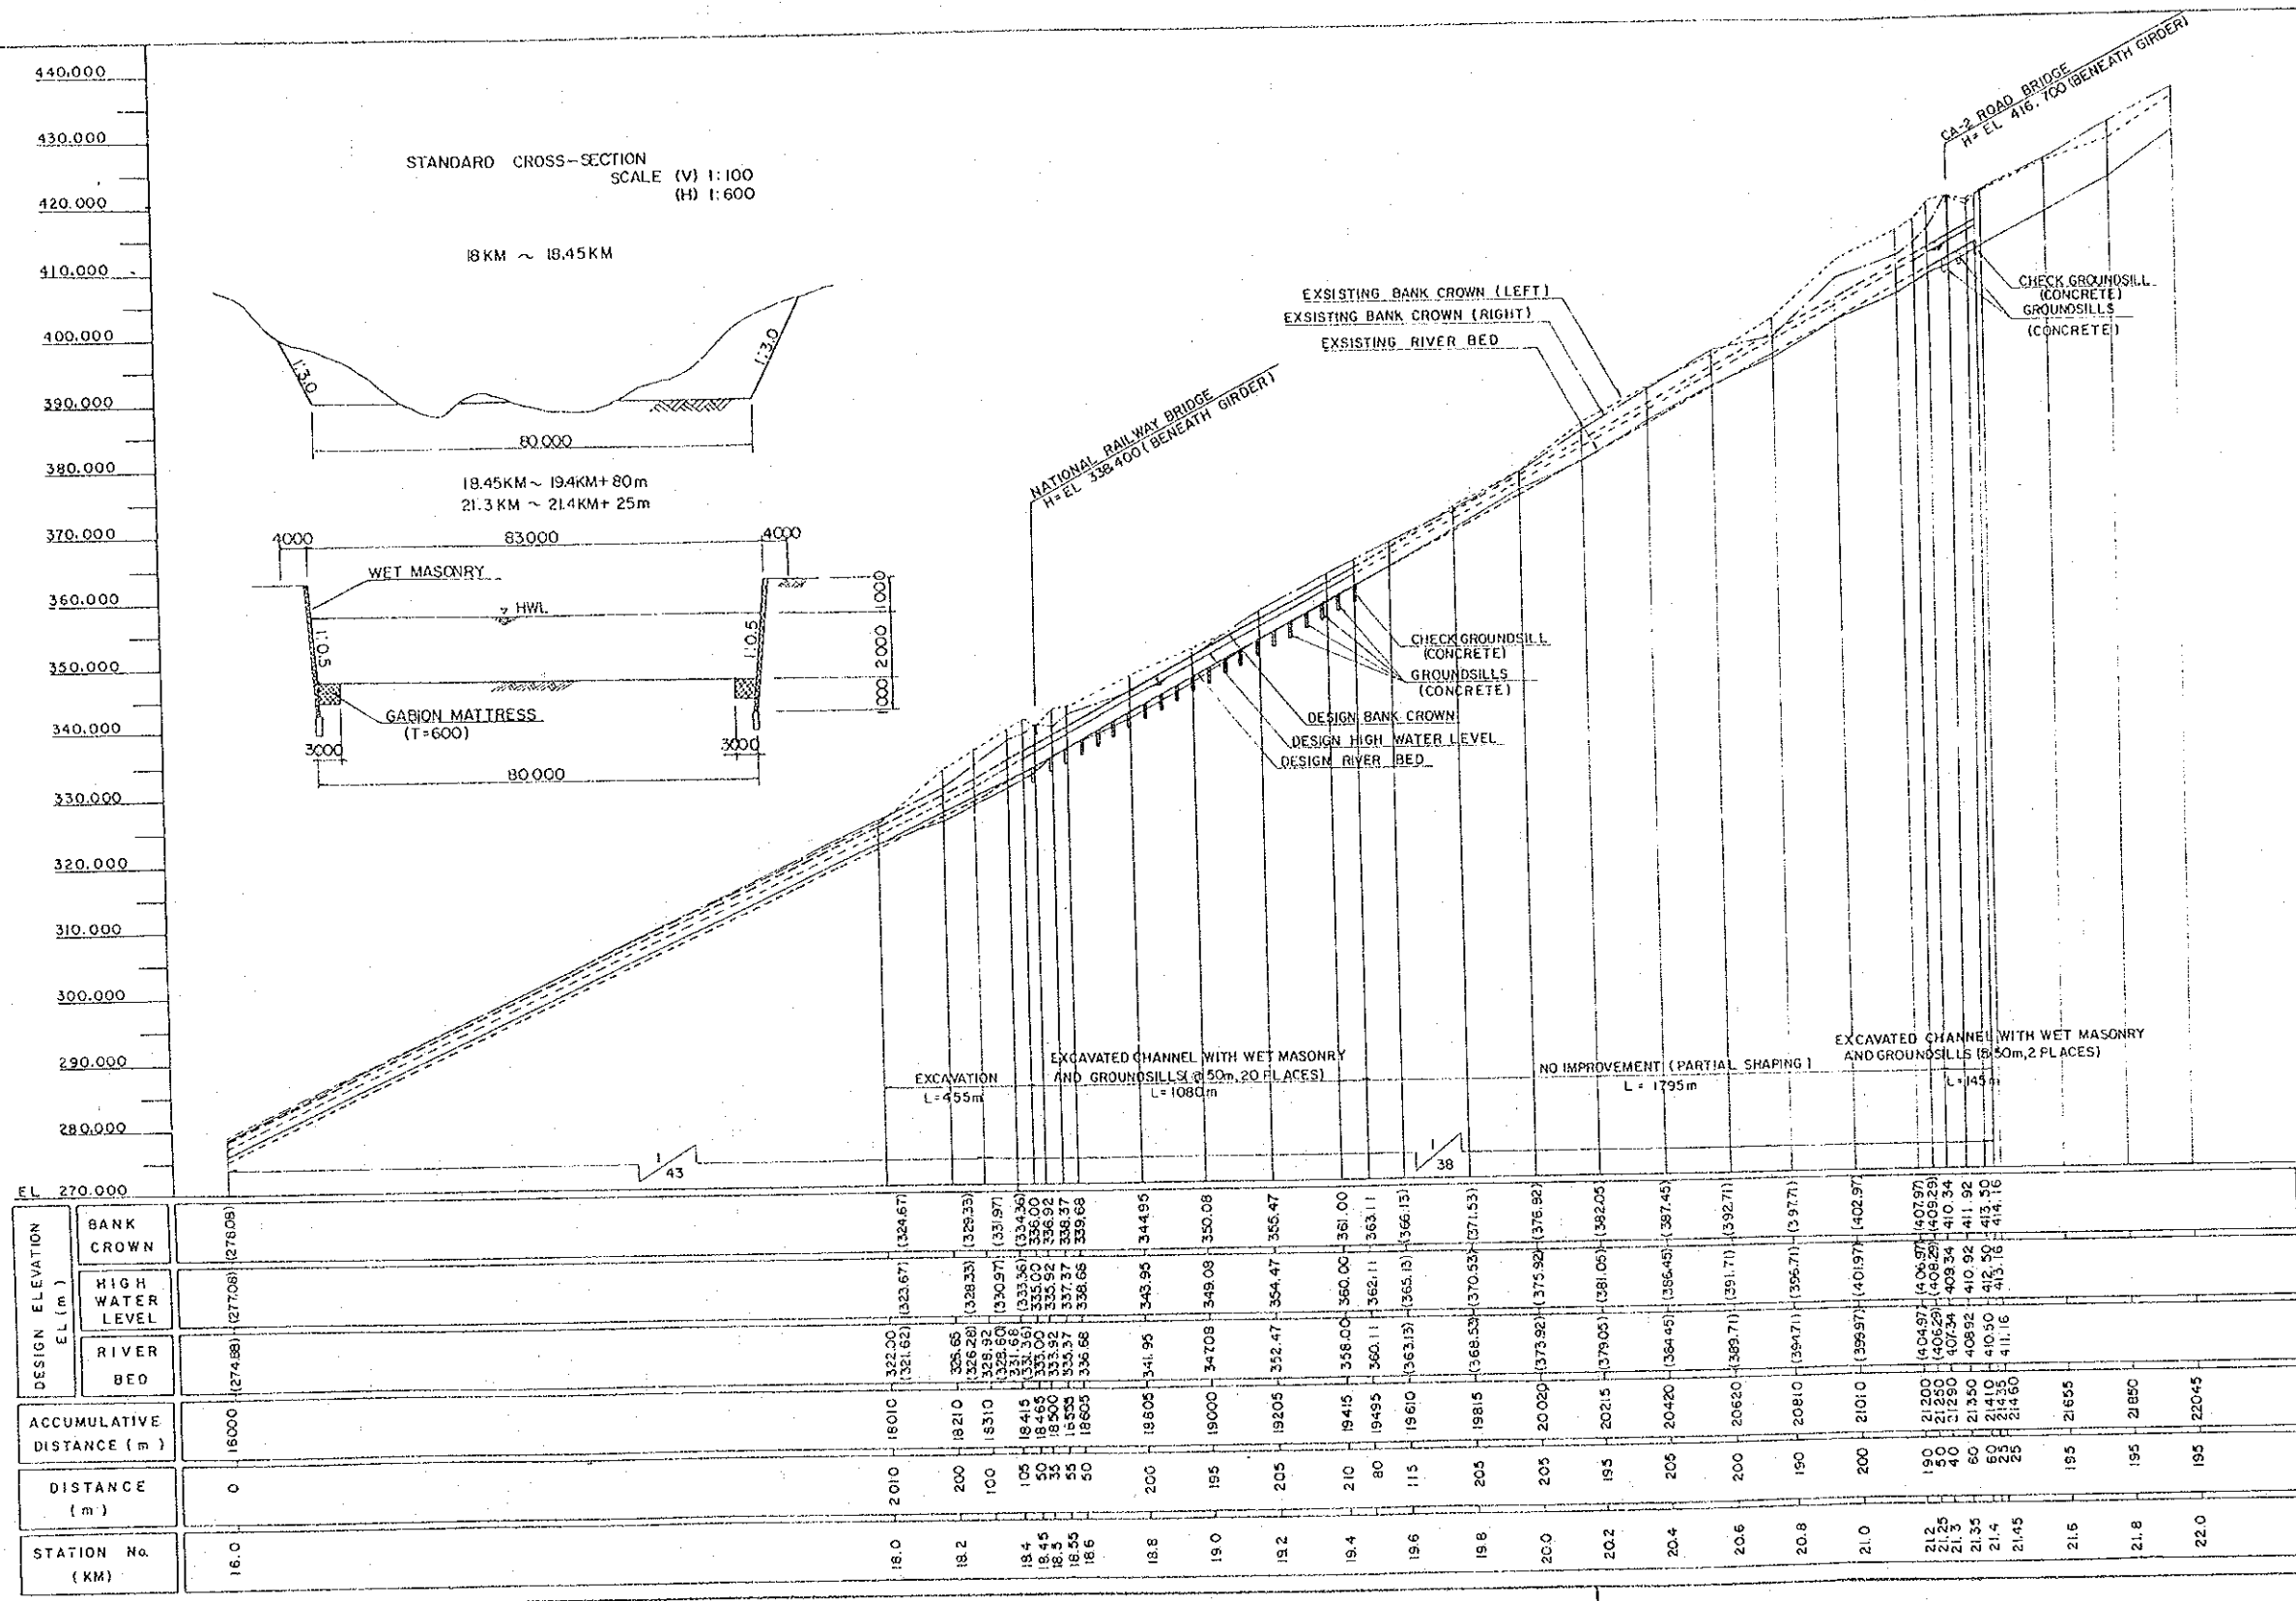 440.000
430.000
420.000
410.000
400.000
390.000
380.000
370.000
360.000
350.000
340.000
330.000
320.000
310.000
300.000
290.000
280.000
EL 270.000
STANDARD CROSS-SECTION
SCALE (V) 1:100
(H) 1:600
18 KM ~ 18.45KM
1:3.0
1:3.0
80 000
18.45KM ~ 19.4KM+ 80m
21.3 KM ~ 21.4KM+ 25m
4000
83000
4000
WET MASONRY
HWL
1:0.5
1:0.5
1000
2000
1000
GABION MATTRESS
(T=600)
3000
3000
80 000
NATIONAL RAILWAY BRIDGE
H=EL 338.400 (BENEATH GIRDER)
CA-2 ROAD BRIDGE
H= EL 416.700 (BENEATH GIRDER)
EXSISTING BANK CROWN (LEFT)
EXSISTING BANK CROWN (RIGHT)
EXSISTING RIVER BED
CHECK GROUNDSILL
(CONCRETE)
GROUNDSILLS
(CONCRETE)
CHECK GROUNDSILL
(CONCRETE)
GROUNDSILLS
(CONCRETE)
DESIGN BANK CROWN
DESIGN HIGH WATER LEVEL
DESIGN RIVER BED
EXCAVATION
L=455m
EXCAVATED CHANNEL WITH WET MASONRY
AND GROUNDSILLS(@ 50m, 20 PLACES)
L=1080m
NO IMPROVEMENT (PARTIAL SHAPING)
L = 1795m
EXCAVATED CHANNEL WITH WET MASONRY
AND GROUNDSILLS (@ 50m, 2 PLACES)
L=145m
1
43
1
38
DESIGN ELEVATION
EL (m)
BANK
CROWN
(278.08) (324.67) (329.33) (331.97) (334.36) 336.00 336.92 338.37 339.68 344.95 350.08 355.47 361.00 363.11 (366.13) (371.53) (376.92) (382.05) (387.45) (392.71) (397.71) (402.97) (407.97) (409.29) 410.34 411.92 413.50 414.16
HIGH
WATER
LEVEL
(277.08) (323.67) (328.33) (330.97) (333.36) 335.00 335.92 337.37 338.68 343.95 349.08 354.47 360.00 362.11 (365.13) (370.53) (375.92) (381.05) (386.45) (391.71) (396.71) (401.97) (406.97) (408.29) 409.34 410.92 412.50 413.16
RIVER
BED
(274.88) 322.00 (321.62) 326.65 (326.28) 328.92 (328.60) 331.68 (331.36) 333.00 333.92 335.37 336.68 341.95 347.08 352.47 358.00 360.11 (363.13) (368.53) (373.92) (379.05) (384.45) (389.71) (394.71) (399.97) (404.97) (406.29) 407.34 408.92 410.50 411.16
ACCUMULATIVE
DISTANCE (m)
16000 18010 18210 18310 18415 18465 18500 18555 18605 18805 19000 19205 19415 19495 19610 19815 20020 20215 20420 20620 20810 21010 21200 21250 21290 21350 21410 21435 21460 21655 21850 22045
DISTANCE
(m)
0 2010 200 100 105 50 35 55 50 200 195 205 210 80 115 205 205 195 205 200 190 200 190 50 40 60 60 25 25 195 195 195
STATION No.
(KM)
16.0 18.0 18.2 18.4 18.45 18.5 18.55 18.6 18.8 19.0 19.2 19.4 19.6 19.8 20.0 20.2 20.4 20.6 20.8 21.0 21.2 21.25 21.3 21.35 21.4 21.45 21.6 21.8 22.0